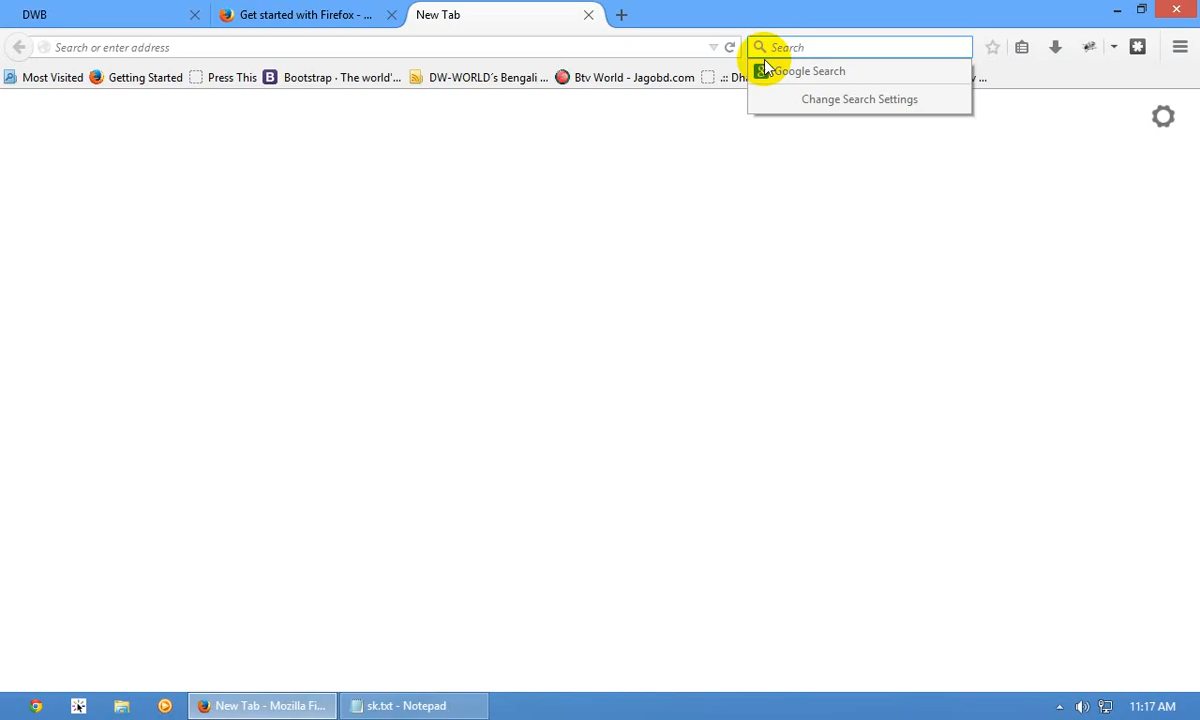 DWB
Get started with Firefox - ...
New Tab
Search or enter address
Search
Most Visited
Getting Started
Press This
B
Bootstrap · The world'...
DW-WORLD´s Bengali ...
Btv World - Jagobd.com
.:: Dh
...
Google Search
Change Search Settings
New Tab - Mozilla Fi...
sk.txt - Notepad
11:17 AM